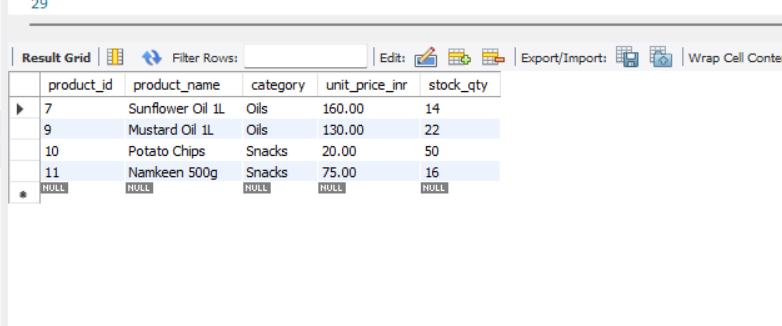 29
Result Grid Filter Rows: Edit: Export/Import: Wrap Cell Conte
product_id product_name category unit_price_inr stock_qty
7 Sunflower Oil 1L Oils 160.00 14
9 Mustard Oil 1L Oils 130.00 22
10 Potato Chips Snacks 20.00 50
11 Namkeen 500g Snacks 75.00 16
NULL NULL NULL NULL NULL